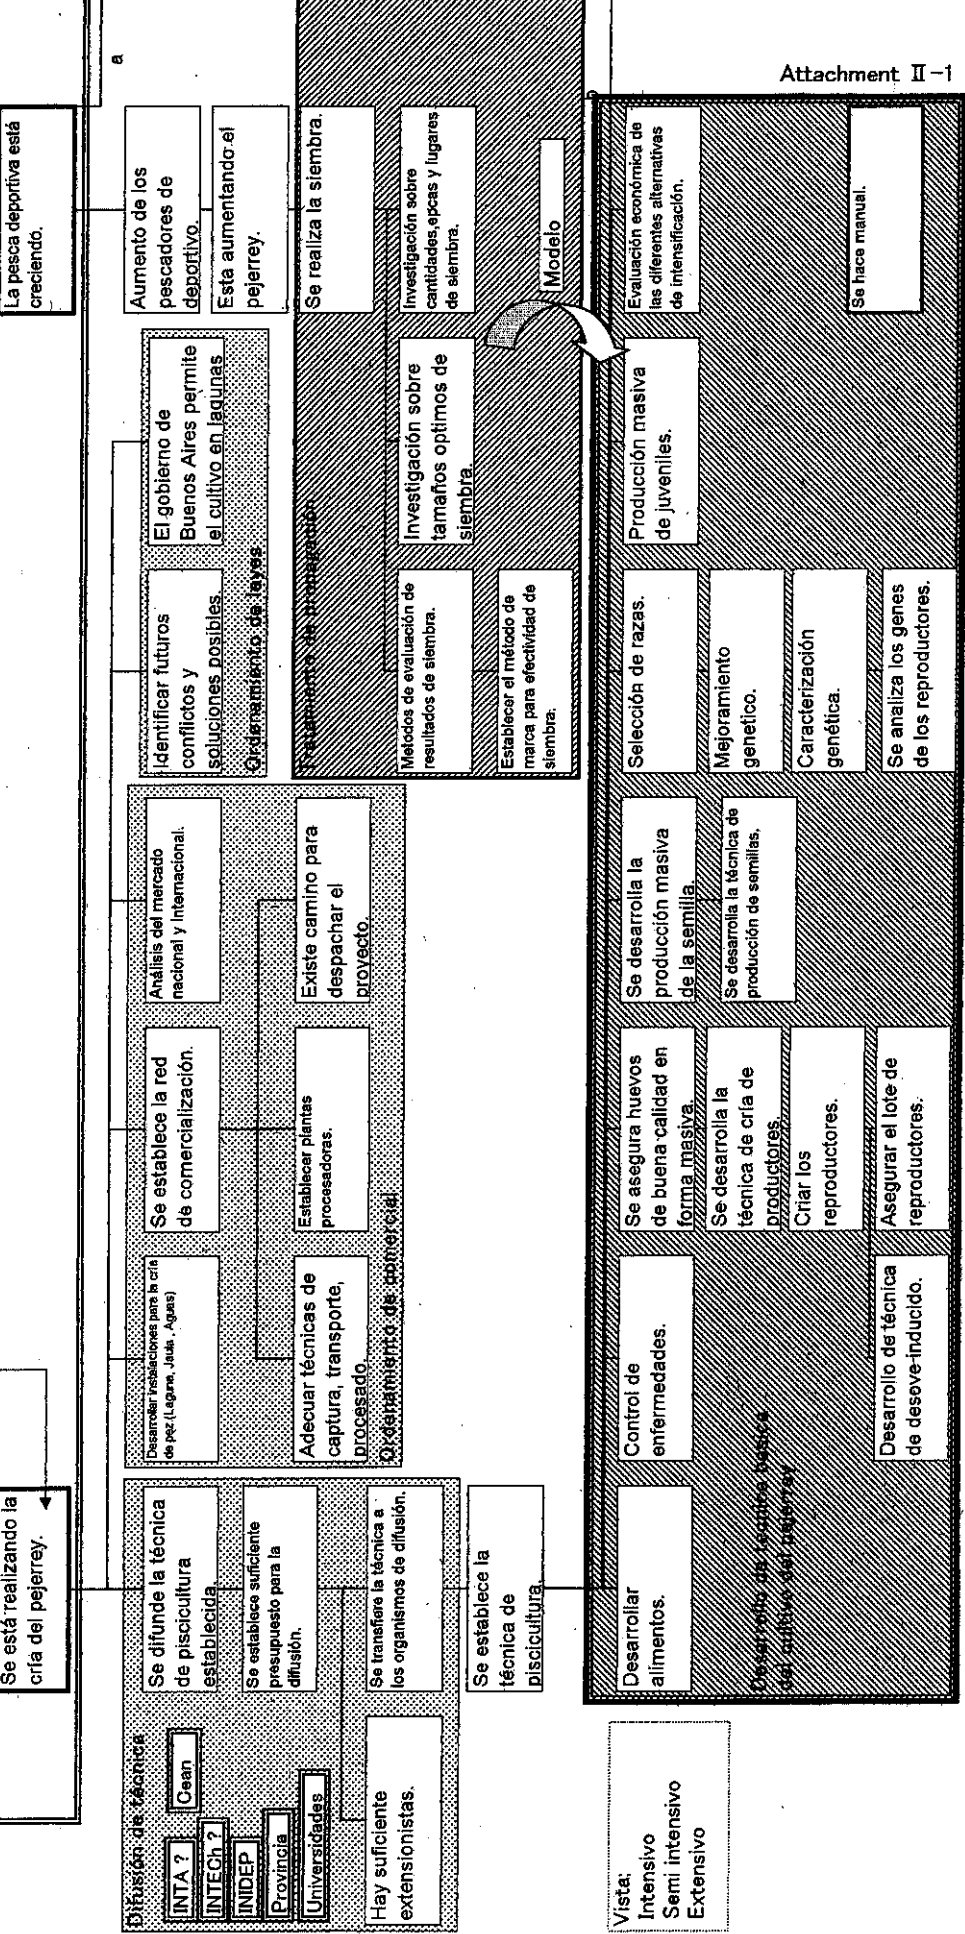 Attachment II-1
Se está realizando la
cría del pejerrey.
La pesca deportiva está
creciendo.
a
Difusión de técnica
INTA ?
Cean
INTECh ?
INIDEP
Provincia
Universidades
Hay suficiente
extensionistas.
Se difunde la técnica
de piscicultura
establecida.
Se establece suficiente
presupuesto para la
difusión.
Se transfiere la técnica a
los organismos de difusión.
Se establece la
técnica de
piscicultura.
Desarrollar instalaciones para la cría
de pez.(Laguna, Jaula , Aguas)
Se establece la red
de comercialización.
Análisis del mercado
nacional y Internacional.
Adecuar técnicas de
captura, transporte,
procesado.
Establecer plantas
procesadoras.
Existe camino para
despachar el
proyecto.
Ordenamiento de comercial
Identificar futuros
conflictos y
soluciones posibles.
El gobierno de
Buenos Aires permite
el cultivo en lagunas
Ordenamiento de leyes
Aumento de los
pescadores de
deportivo.
Esta aumentando el
pejerrey.
Tratamiento de propagación
Se realiza la siembra.
Metodos de evaluación de
resultados de siembra.
Investigación sobre
tamaños optimos de
siembra.
Investigación sobre
cantidades,epcas y lugares
de siembra.
Establecer el método de
marca para efectividad de
siembra.
Modelo
Desarrollar
alimentos.
Control de
enfermedades.
Se asegura huevos
de buena calidad en
forma masiva.
Se desarrolla la
producción masiva
de la semilla.
Selección de razas.
Producción masiva
de juveniles.
Evaluación económica de
las diferentes alternativas
de intensificación.
Se desarrolla la
técnica de cría de
productores.
Se desarrolla la técnica de
producción de semillas.
Mejoramiento
genetico.
Criar los
reproductores.
Caracterización
genética.
Desarrollo de técnica
de desove-inducido.
Asegurar el lote de
reproductores.
Se analiza los genes
de los reproductores.
Se hace manual.
Desarrollo de técnica básica
del cultivo del pejerrey
Vista;
Intensivo
Semi intensivo
Extensivo